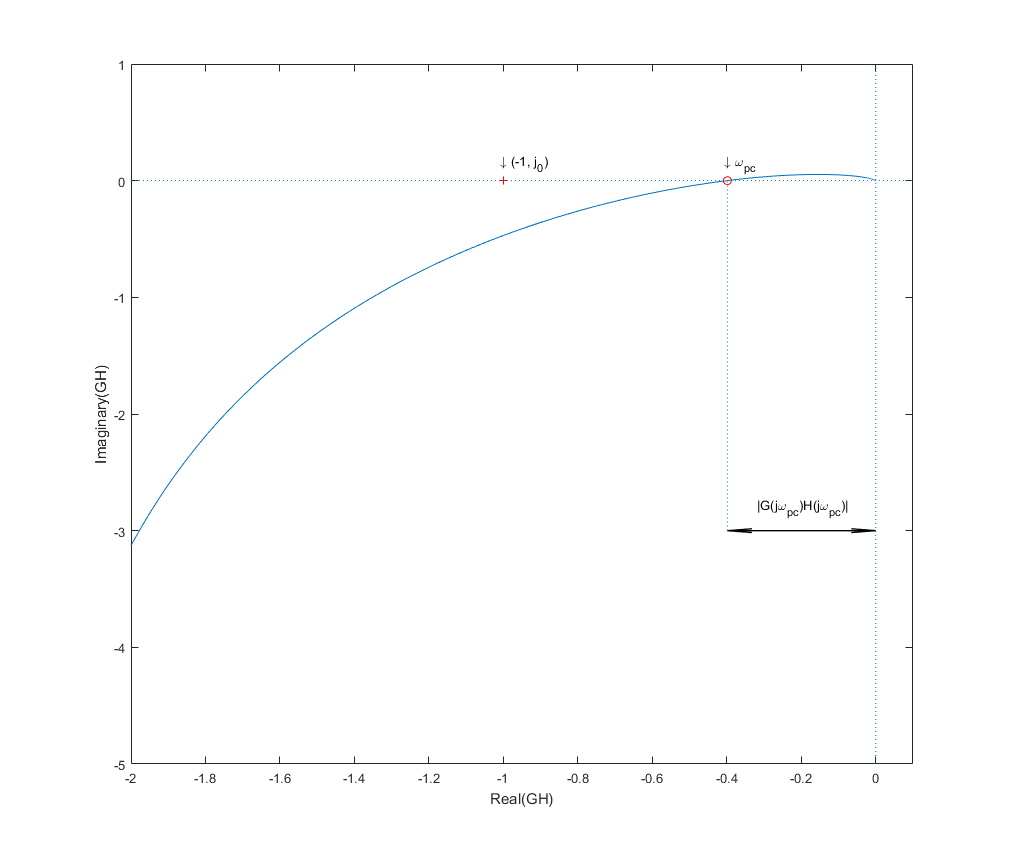 1
↓ (-1, j0)
↓ ωpc
0
-1
-2
Imaginary(GH)
|G(jωpc)H(jωpc)|
-3
-4
-5
-2 -1.8 -1.6 -1.4 -1.2 -1 -0.8 -0.6 -0.4 -0.2 0
Real(GH)